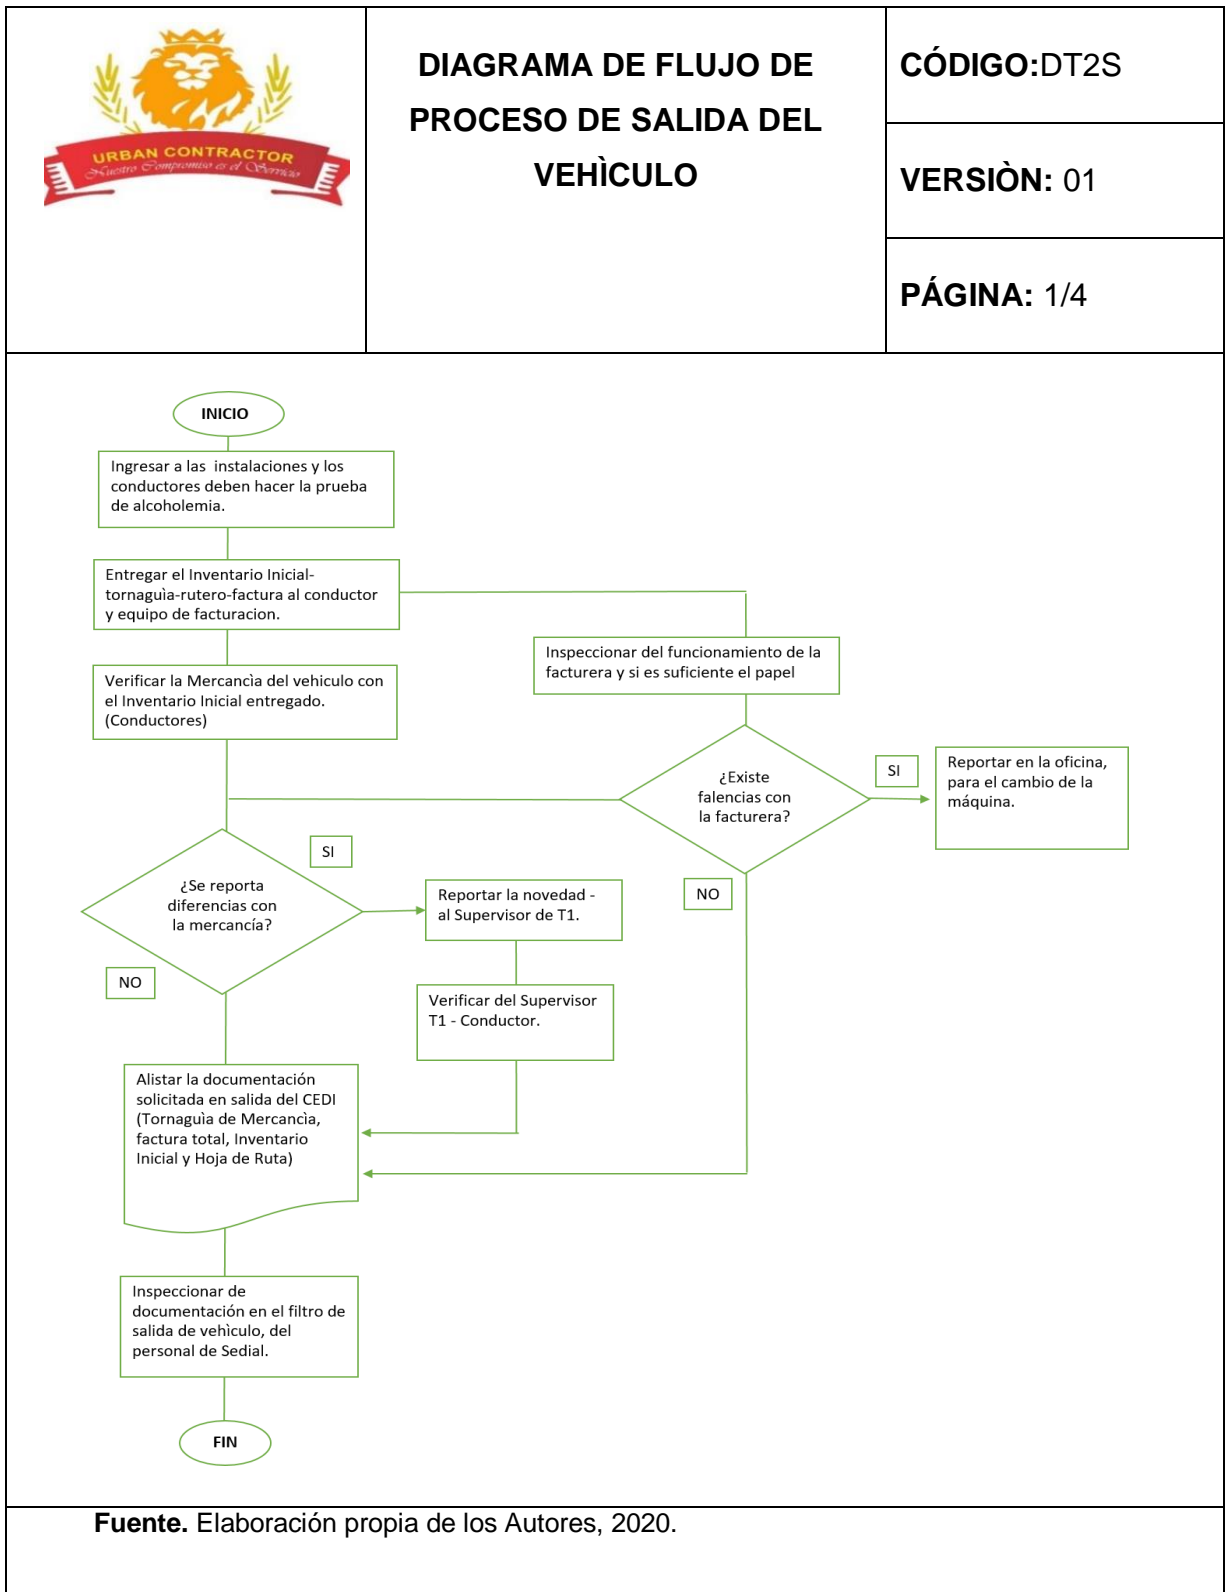 URBAN CONTRACTOR
Nuestro Compromiso es el Servicio
DIAGRAMA DE FLUJO DE
PROCESO DE SALIDA DEL
VEHÌCULO
CÓDIGO:DT2S
VERSIÒN: 01
PÁGINA: 1/4
INICIO
Ingresar a las instalaciones y los
conductores deben hacer la prueba
de alcoholemia.
Entregar el Inventario Inicial-
tornaguìa-rutero-factura al conductor
y equipo de facturacion.
Inspeccionar del funcionamiento de la
facturera y si es suficiente el papel
Verificar la Mercancìa del vehiculo con
el Inventario Inicial entregado.
(Conductores)
¿Existe
falencias con
la facturera?
SI
Reportar en la oficina,
para el cambio de la
máquina.
NO
¿Se reporta
diferencias con
la mercancía?
SI
Reportar la novedad -
al Supervisor de T1.
NO
Verificar del Supervisor
T1 - Conductor.
Alistar la documentación
solicitada en salida del CEDI
(Tornaguìa de Mercancìa,
factura total, Inventario
Inicial y Hoja de Ruta)
Inspeccionar de
documentación en el filtro de
salida de vehìculo, del
personal de Sedial.
FIN
Fuente. Elaboración propia de los Autores, 2020.